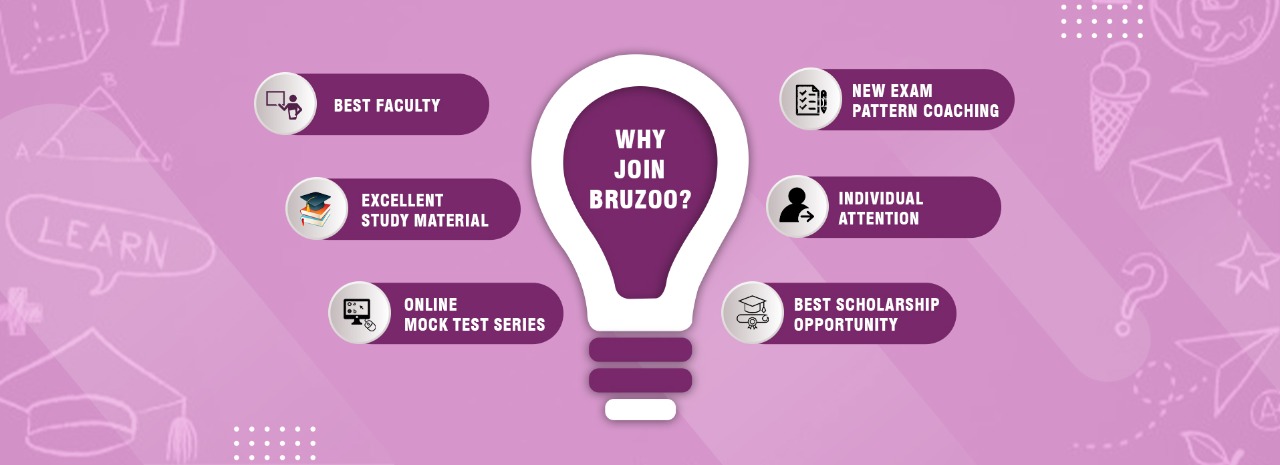 WHY
JOIN
BRUZOO?
BEST FACULTY
EXCELLENT
STUDY MATERIAL
ONLINE
MOCK TEST SERIES
NEW EXAM
PATTERN COACHING
INDIVIDUAL
ATTENTION
BEST SCHOLARSHIP
OPPORTUNITY
B
A
C
LEARN
?
A